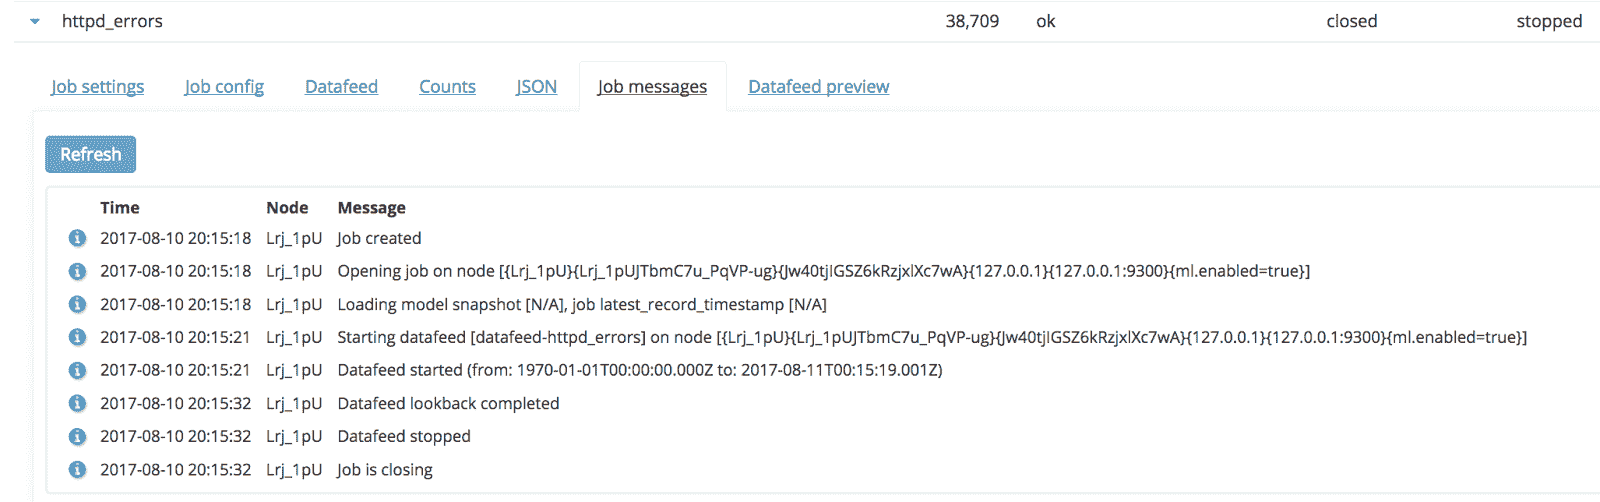 httpd_errors 38,709 ok closed stopped
Job settings Job config Datafeed Counts JSON Job messages Datafeed preview
Refresh
Time Node Message
2017-08-10 20:15:18 Lrj_1pU Job created
2017-08-10 20:15:18 Lrj_1pU Opening job on node [{Lrj_1pU}{Lrj_1pUJTbmC7u_PqVP-ug}{Jw40tjIGSZ6kRzjxlXc7wA}{127.0.0.1}{127.0.0.1:9300}{ml.enabled=true}]
2017-08-10 20:15:18 Lrj_1pU Loading model snapshot [N/A], job latest_record_timestamp [N/A]
2017-08-10 20:15:21 Lrj_1pU Starting datafeed [datafeed-httpd_errors] on node [{Lrj_1pU}{Lrj_1pUJTbmC7u_PqVP-ug}{Jw40tjIGSZ6kRzjxlXc7wA}{127.0.0.1}{127.0.0.1:9300}{ml.enabled=true}]
2017-08-10 20:15:21 Lrj_1pU Datafeed started (from: 1970-01-01T00:00:00.000Z to: 2017-08-11T00:15:19.001Z)
2017-08-10 20:15:32 Lrj_1pU Datafeed lookback completed
2017-08-10 20:15:32 Lrj_1pU Datafeed stopped
2017-08-10 20:15:32 Lrj_1pU Job is closing